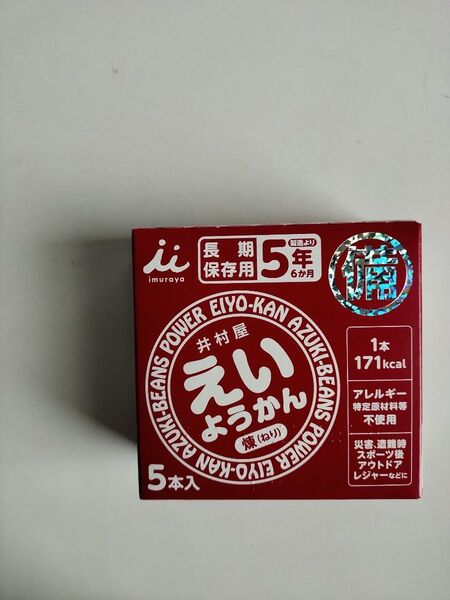 imuraya
長期
保存用
5年
製造より
6か月
備
AZUKI-BEANS POWER EIYO-KAN AZUKI-BEANS POWER EIYO-KAN
井村屋
えいようかん
煉(ねり)
5本入
1本
171kcal
アレルギー
特定原材料等
不使用
災害、遭難時
スポーツ後
アウトドア
レジャーなどに